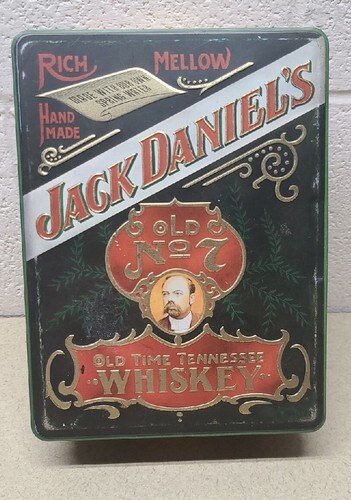 RICH MELLOW
MADE WITH OUR OWN
SPRING WATER
HAND
MADE
JACK DANIEL'S
OLD
No 7
OLD TIME TENNESSEE
WHISKEY